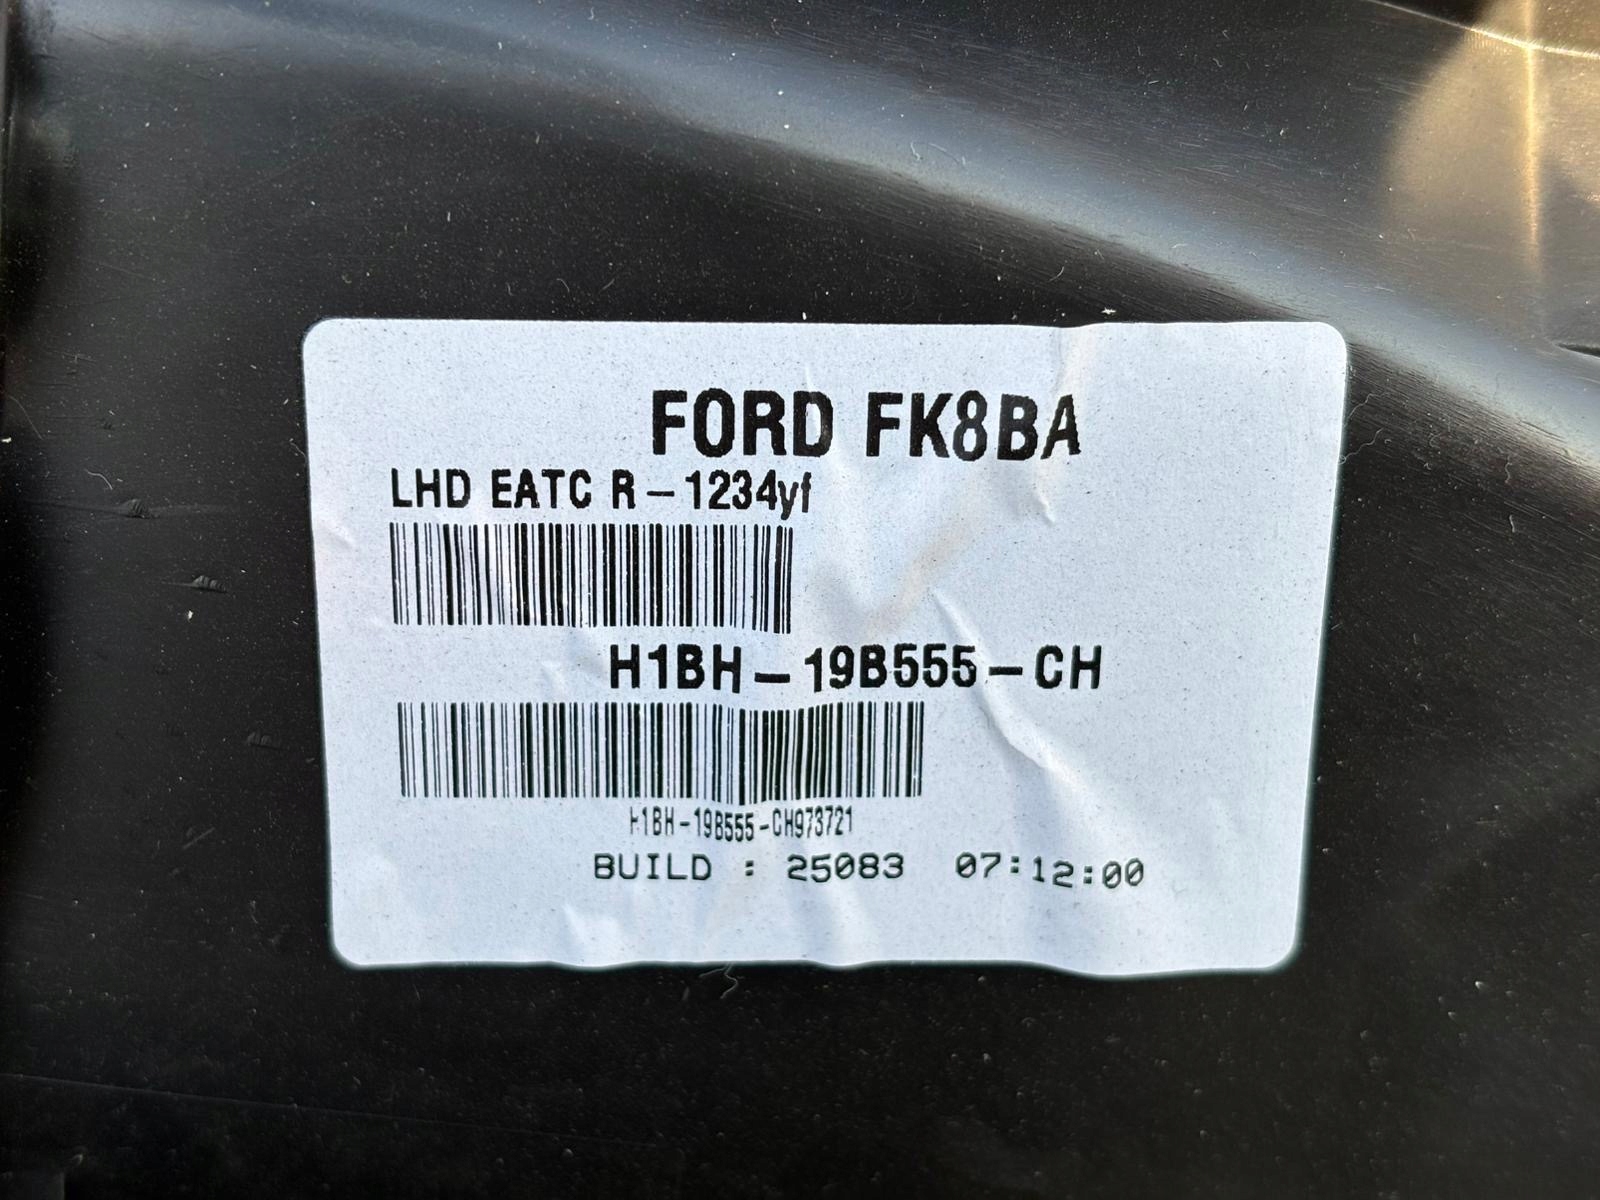 FORD FK8BA
LHD EATC R-1234yf
H1BH-19B555-CH
H1BH-19B555-CH973721
BUILD : 25083 07:12:00